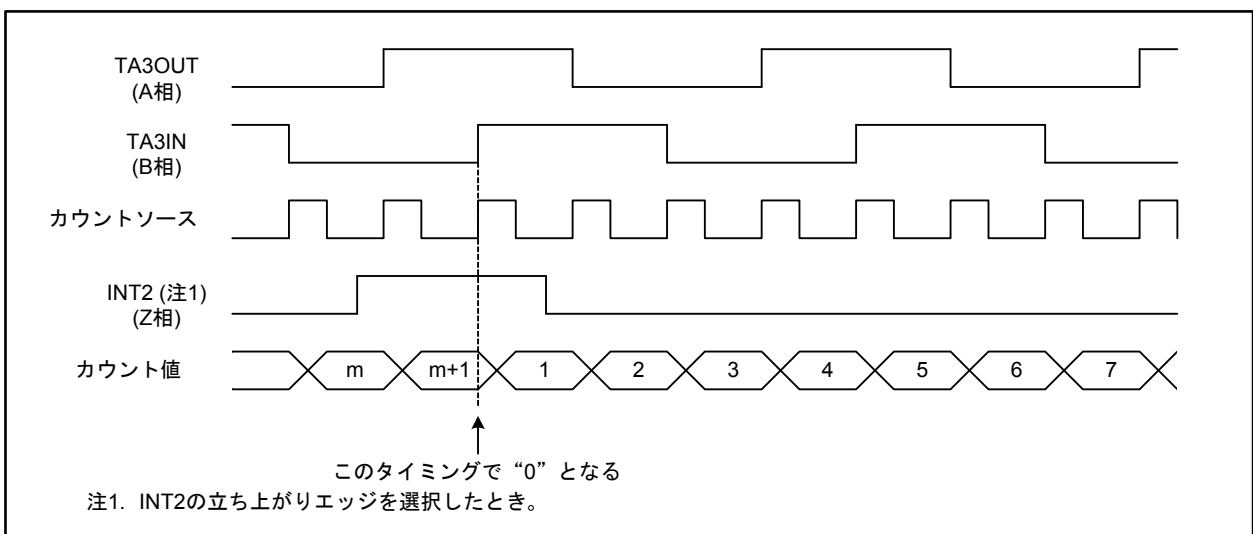 TA3OUT
(A相)
TA3IN
(B相)
カウントソース
INT2 (注1)
(Z相)
カウント値
m m+1 1 2 3 4 5 6 7
このタイミングで“0”となる
注1. INT2の立ち上がりエッジを選択したとき。